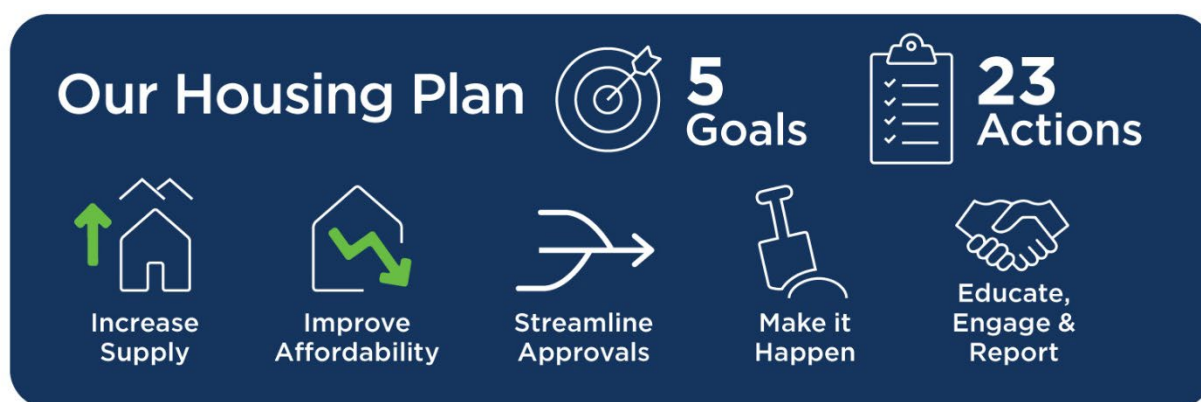 Our Housing Plan
5
Goals
23
Actions
Increase
Supply
Improve
Affordability
Streamline
Approvals
Make it
Happen
Educate,
Engage &
Report